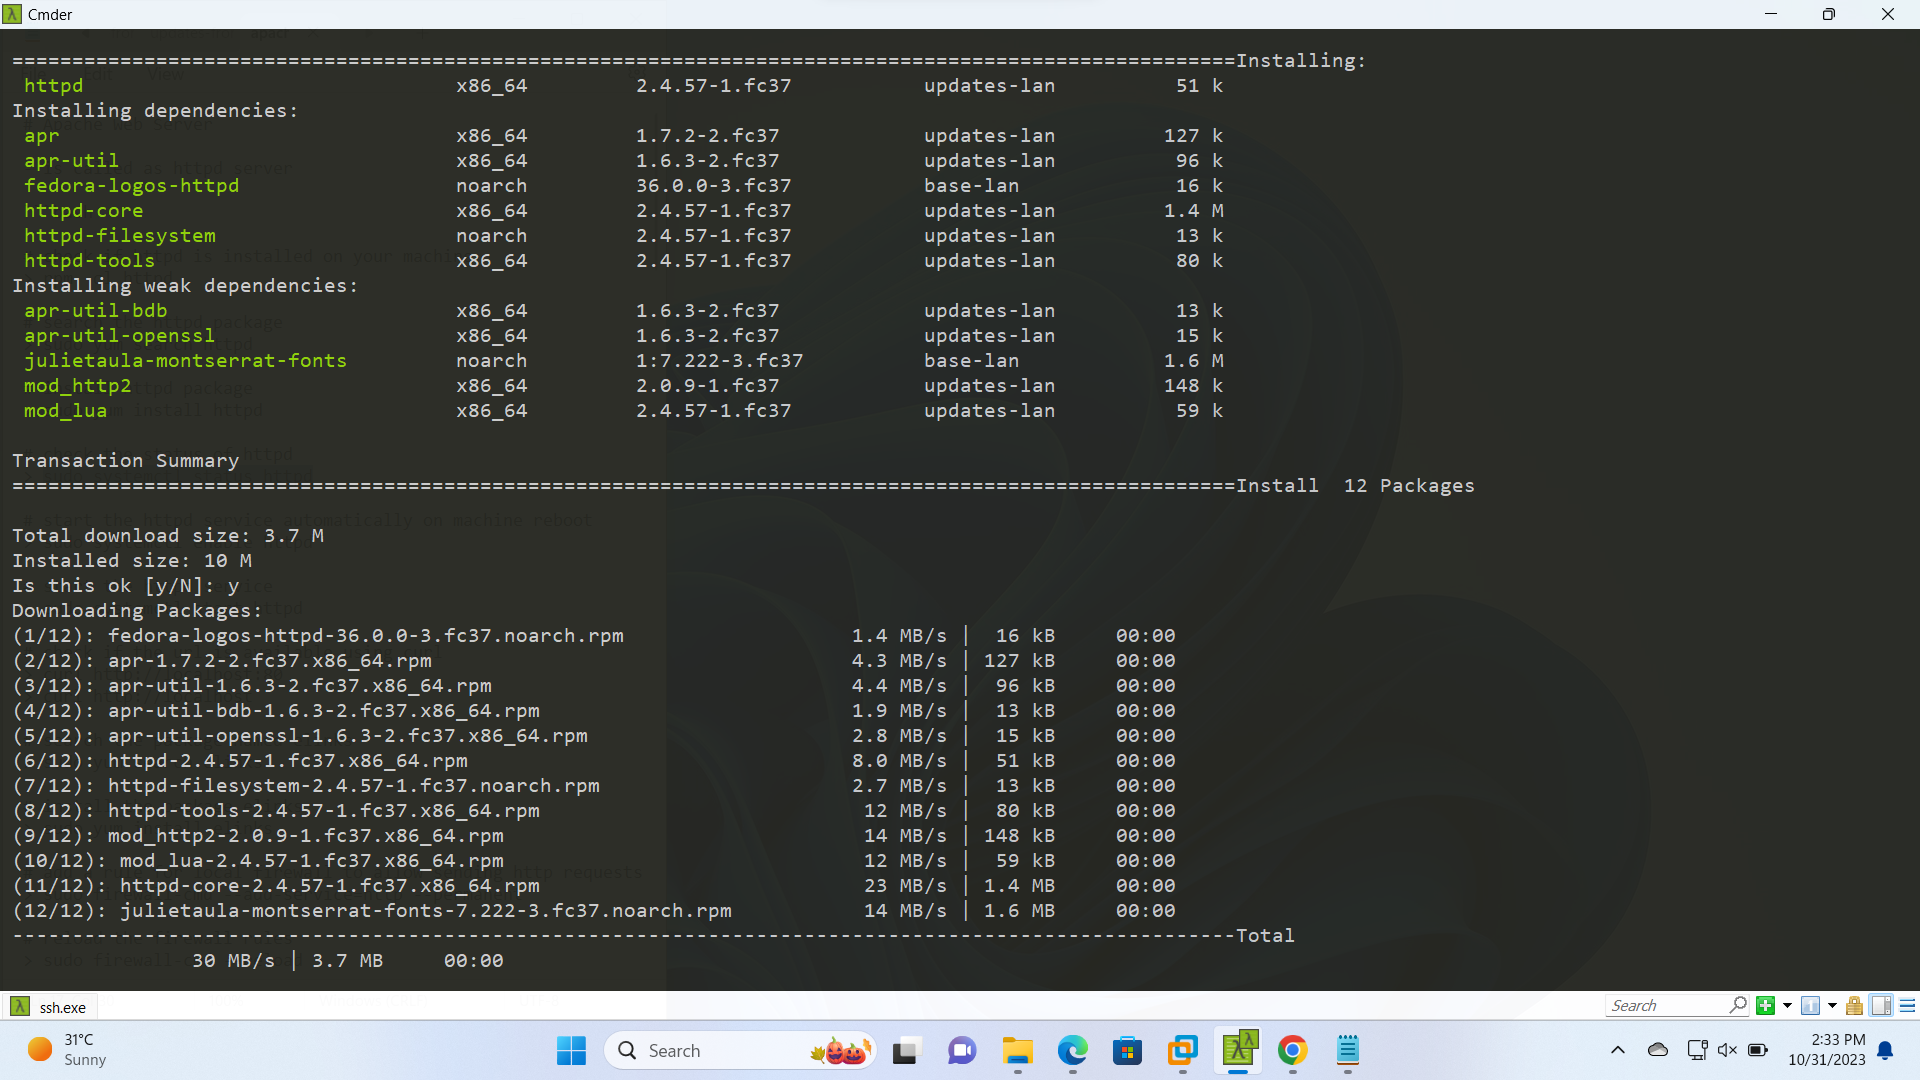 Cmder
======================================================================================================Installing:
httpd x86_64 2.4.57-1.fc37 updates-lan 51 k
Installing dependencies:
apr x86_64 1.7.2-2.fc37 updates-lan 127 k
apr-util x86_64 1.6.3-2.fc37 updates-lan 96 k
fedora-logos-httpd noarch 36.0.0-3.fc37 base-lan 16 k
httpd-core x86_64 2.4.57-1.fc37 updates-lan 1.4 M
httpd-filesystem noarch 2.4.57-1.fc37 updates-lan 13 k
httpd-tools x86_64 2.4.57-1.fc37 updates-lan 80 k
Installing weak dependencies:
apr-util-bdb x86_64 1.6.3-2.fc37 updates-lan 13 k
apr-util-openssl x86_64 1.6.3-2.fc37 updates-lan 15 k
julietaula-montserrat-fonts noarch 1:7.222-3.fc37 base-lan 1.6 M
mod_http2 x86_64 2.0.9-1.fc37 updates-lan 148 k
mod_lua x86_64 2.4.57-1.fc37 updates-lan 59 k
Transaction Summary
======================================================================================================Install 12 Packages
Total download size: 3.7 M
Installed size: 10 M
Is this ok [y/N]: y
Downloading Packages:
(1/12): fedora-logos-httpd-36.0.0-3.fc37.noarch.rpm 1.4 MB/s | 16 kB 00:00
(2/12): apr-1.7.2-2.fc37.x86_64.rpm 4.3 MB/s | 127 kB 00:00
(3/12): apr-util-1.6.3-2.fc37.x86_64.rpm 4.4 MB/s | 96 kB 00:00
(4/12): apr-util-bdb-1.6.3-2.fc37.x86_64.rpm 1.9 MB/s | 13 kB 00:00
(5/12): apr-util-openssl-1.6.3-2.fc37.x86_64.rpm 2.8 MB/s | 15 kB 00:00
(6/12): httpd-2.4.57-1.fc37.x86_64.rpm 8.0 MB/s | 51 kB 00:00
(7/12): httpd-filesystem-2.4.57-1.fc37.noarch.rpm 2.7 MB/s | 13 kB 00:00
(8/12): httpd-tools-2.4.57-1.fc37.x86_64.rpm 12 MB/s | 80 kB 00:00
(9/12): mod_http2-2.0.9-1.fc37.x86_64.rpm 14 MB/s | 148 kB 00:00
(10/12): mod_lua-2.4.57-1.fc37.x86_64.rpm 12 MB/s | 59 kB 00:00
(11/12): httpd-core-2.4.57-1.fc37.x86_64.rpm 23 MB/s | 1.4 MB 00:00
(12/12): julietaula-montserrat-fonts-7.222-3.fc37.noarch.rpm 14 MB/s | 1.6 MB 00:00
------------------------------------------------------------------------------------------------------Total
30 MB/s | 3.7 MB 00:00
ssh.exe Search
31°C
Sunny
Search
2:33 PM
10/31/2023